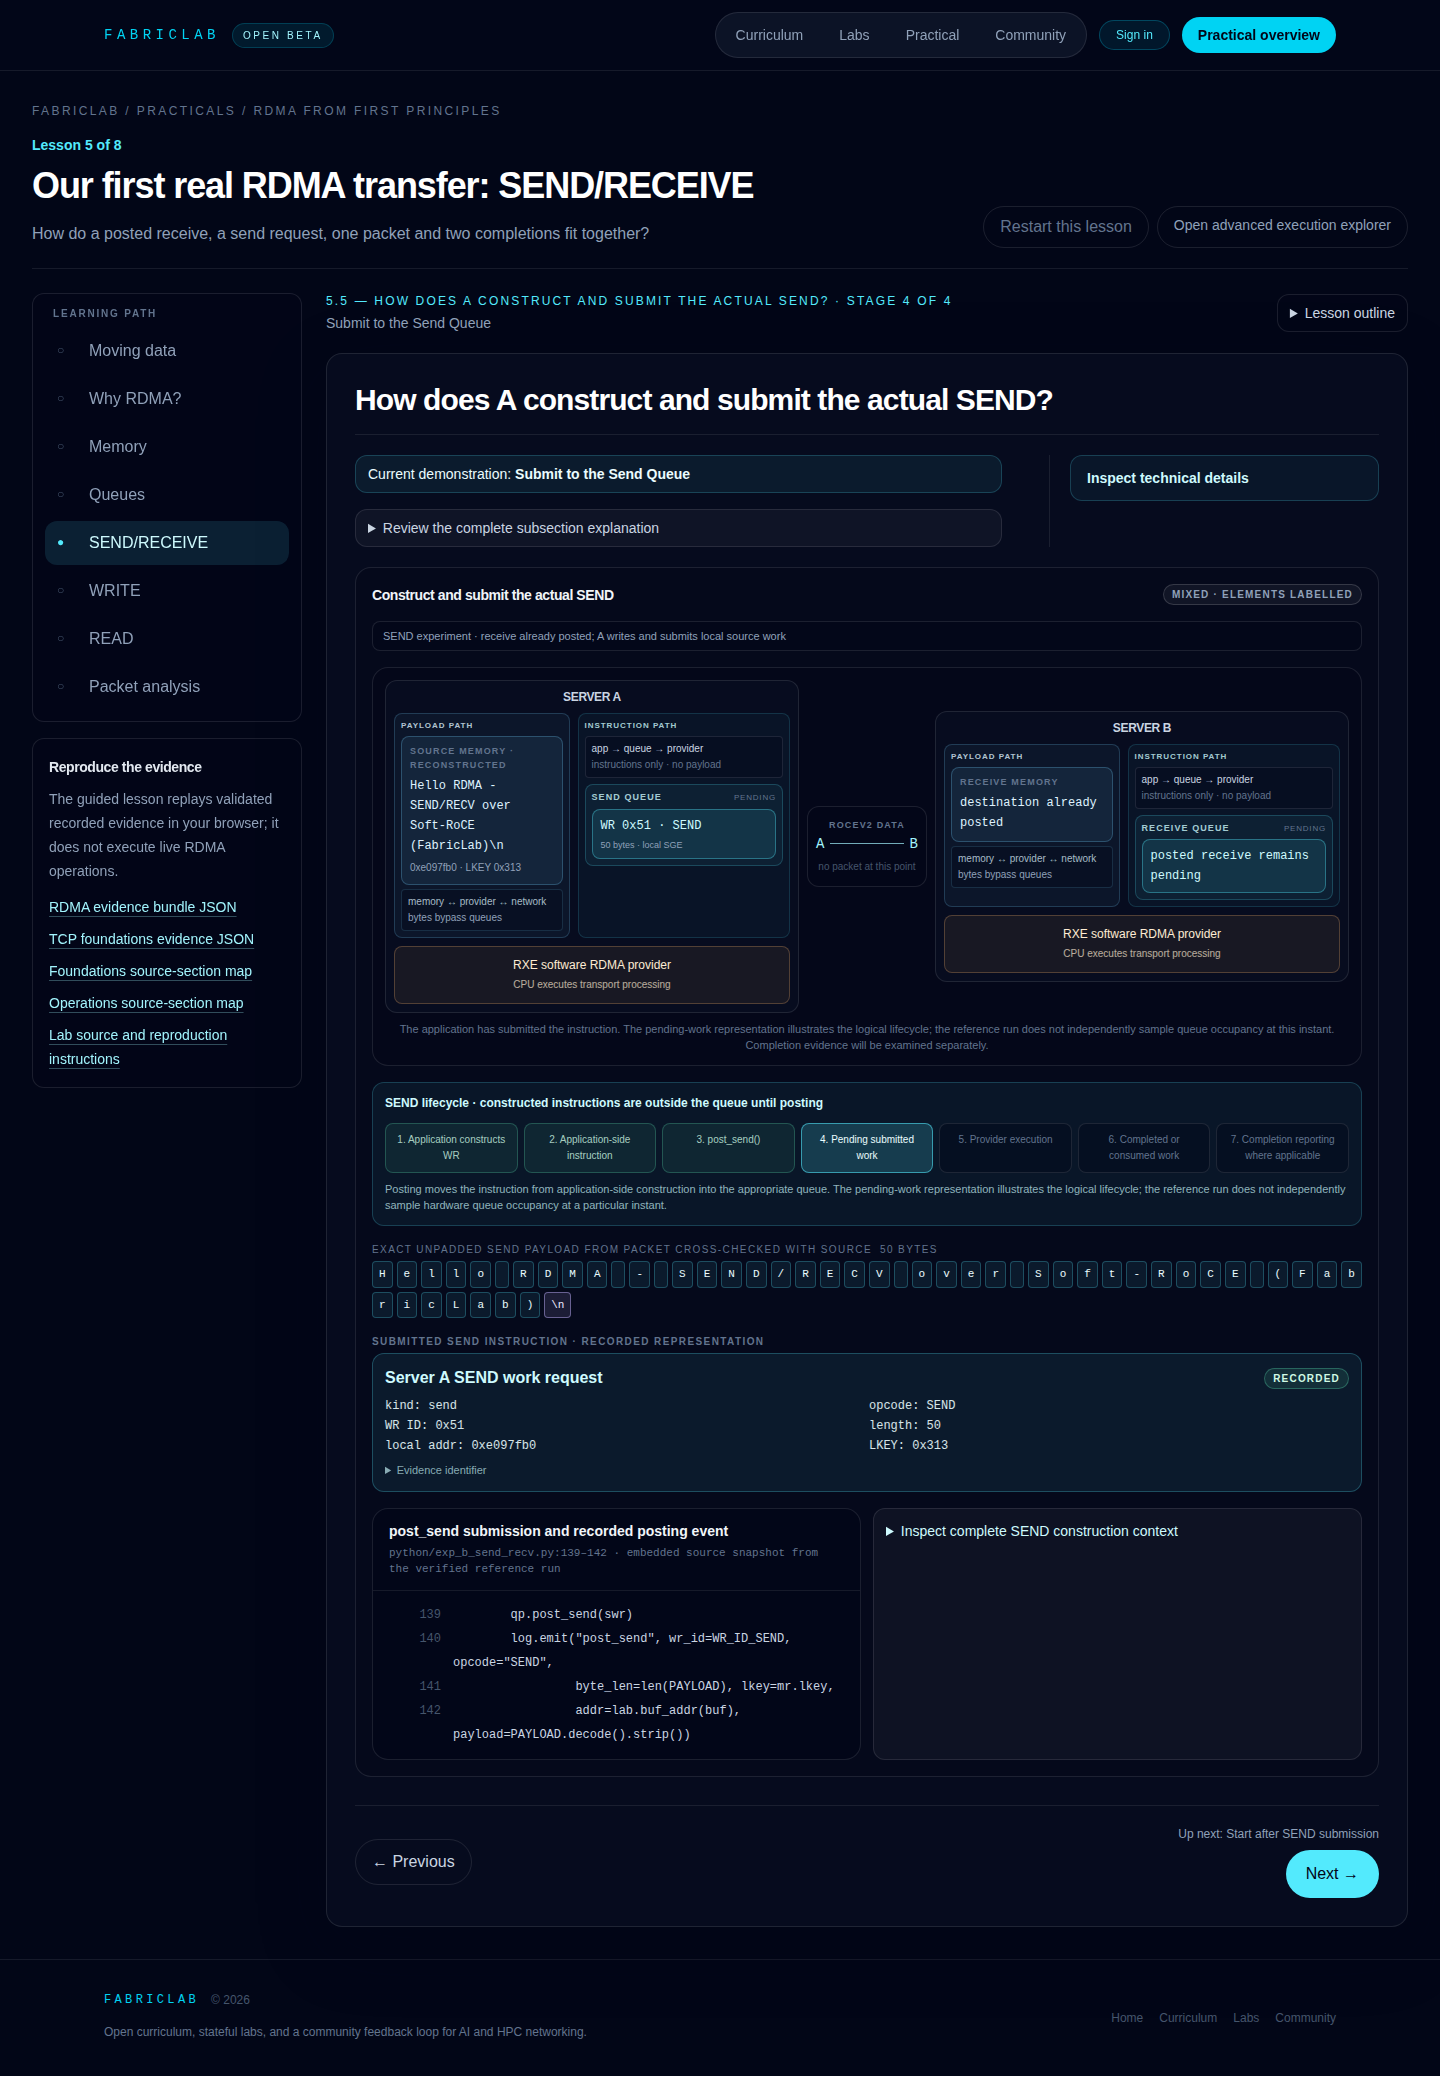 FABRICLAB OPEN BETA Curriculum Labs Practical Community Sign in Practical overview
FABRICLAB / PRACTICALS / RDMA FROM FIRST PRINCIPLES
Lesson 5 of 8
Our first real RDMA transfer: SEND/RECEIVE
How do a posted receive, a send request, one packet and two completions fit together?
Restart this lesson
Open advanced execution explorer
LEARNING PATH
○ Moving data
○ Why RDMA?
○ Memory
○ Queues
● SEND/RECEIVE
○ WRITE
○ READ
○ Packet analysis
Reproduce the evidence
The guided lesson replays validated
recorded evidence in your browser; it
does not execute live RDMA
operations.
RDMA evidence bundle JSON
TCP foundations evidence JSON
Foundations source-section map
Operations source-section map
Lab source and reproduction
instructions
5.5 — HOW DOES A CONSTRUCT AND SUBMIT THE ACTUAL SEND? · STAGE 4 OF 4
Submit to the Send Queue
▶ Lesson outline
How does A construct and submit the actual SEND?
Current demonstration: Submit to the Send Queue
▶ Review the complete subsection explanation
Inspect technical details
Construct and submit the actual SEND
MIXED · ELEMENTS LABELLED
SEND experiment · receive already posted; A writes and submits local source work
SERVER A
PAYLOAD PATH
SOURCE MEMORY ·
RECONSTRUCTED
Hello RDMA -
SEND/RECV over
Soft-RoCE
(FabricLab)\n
0xe097fb0 · LKEY 0x313
memory ↔ provider ↔ network
bytes bypass queues
INSTRUCTION PATH
app → queue → provider
instructions only · no payload
SEND QUEUE PENDING
WR 0x51 · SEND
50 bytes · local SGE
RXE software RDMA provider
CPU executes transport processing
ROCEV2 DATA
A B
no packet at this point
SERVER B
PAYLOAD PATH
RECEIVE MEMORY
destination already
posted
memory ↔ provider ↔ network
bytes bypass queues
INSTRUCTION PATH
app → queue → provider
instructions only · no payload
RECEIVE QUEUE PENDING
posted receive remains
pending
RXE software RDMA provider
CPU executes transport processing
The application has submitted the instruction. The pending-work representation illustrates the logical lifecycle; the reference run does not independently sample queue occupancy at this instant.
Completion evidence will be examined separately.
SEND lifecycle · constructed instructions are outside the queue until posting
1. Application constructs
WR
2. Application-side
instruction
3. post_send()
4. Pending submitted
work
5. Provider execution
6. Completed or
consumed work
7. Completion reporting
where applicable
Posting moves the instruction from application-side construction into the appropriate queue. The pending-work representation illustrates the logical lifecycle; the reference run does not independently
sample hardware queue occupancy at a particular instant.
EXACT UNPADDED SEND PAYLOAD FROM PACKET CROSS-CHECKED WITH SOURCE 50 BYTES
H e l l o R D M A - S E N D / R E C V o v e r S o f t - R o C E ( F a b
r i c L a b ) \n
SUBMITTED SEND INSTRUCTION · RECORDED REPRESENTATION
Server A SEND work request
RECORDED
kind: send
opcode: SEND
WR ID: 0x51
length: 50
local addr: 0xe097fb0
LKEY: 0x313
▶ Evidence identifier
post_send submission and recorded posting event
python/exp_b_send_recv.py:139–142 · embedded source snapshot from
the verified reference run
139 qp.post_send(swr)
140 log.emit("post_send", wr_id=WR_ID_SEND,
opcode="SEND",
141 byte_len=len(PAYLOAD), lkey=mr.lkey,
142 addr=lab.buf_addr(buf),
payload=PAYLOAD.decode().strip())
▶ Inspect complete SEND construction context
← Previous
Up next: Start after SEND submission
Next →
FABRICLAB © 2026
Open curriculum, stateful labs, and a community feedback loop for AI and HPC networking.
Home Curriculum Labs Community